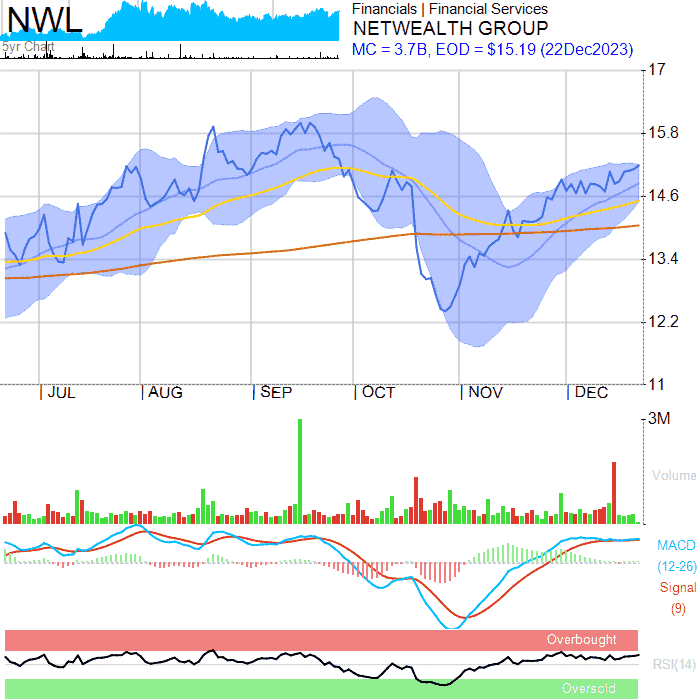 NWL
5yr Chart
Financials | Financial Services
NETWEALTH GROUP
MC = 3.7B, EOD = $15.19 (22Dec2023)
17
15.8
14.6
13.4
12.2
11
JUL AUG SEP OCT NOV DEC
3M
Volume
MACD
(12-26)
Signal
(9)
Overbought
RSI(14)
Oversold